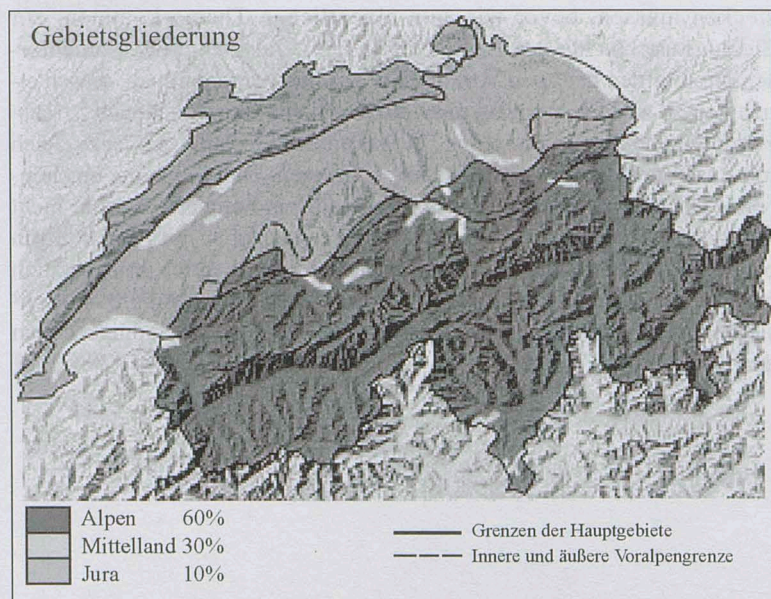 Gebietsgliederung
Alpen 60%
Mittelland 30%
Jura 10%
Grenzen der Hauptgebiete
Innere und äußere Voralpengrenze